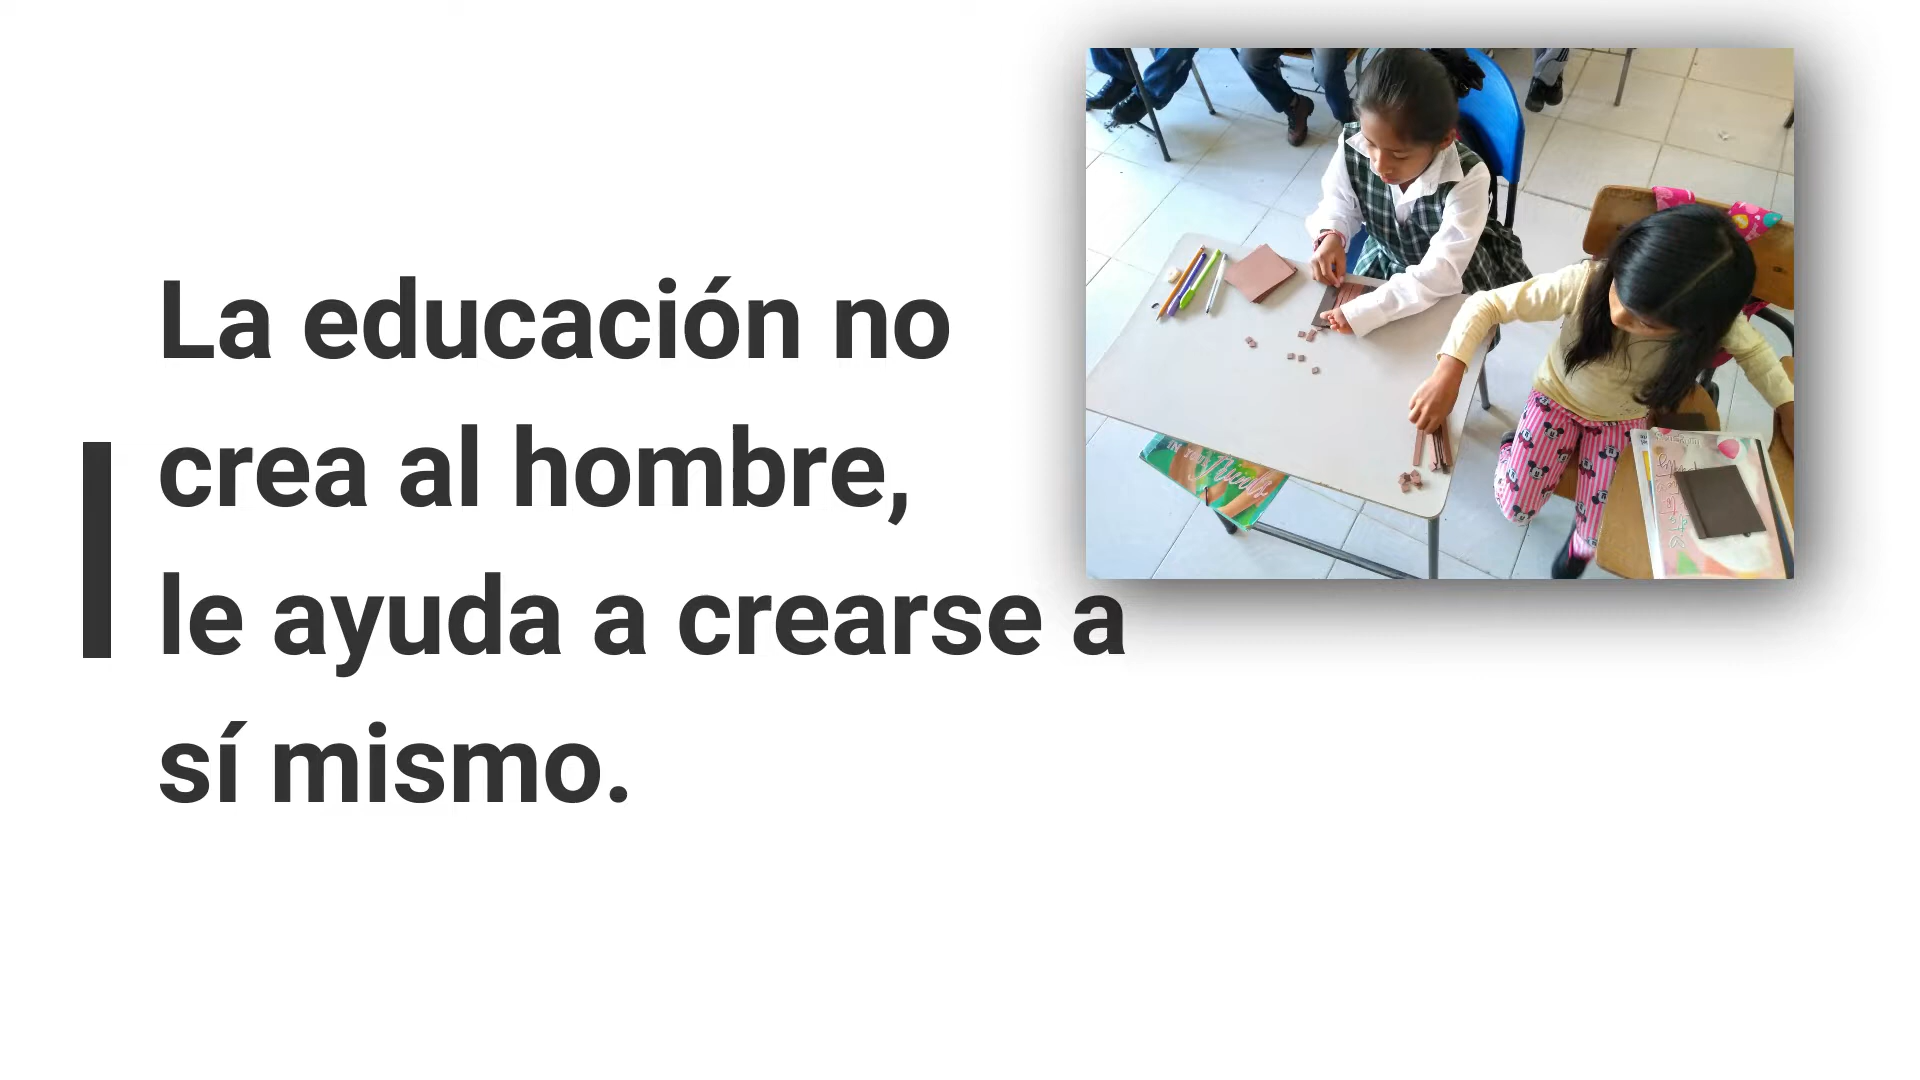 La educación no
crea al hombre,
le ayuda a crearse a
sí mismo.